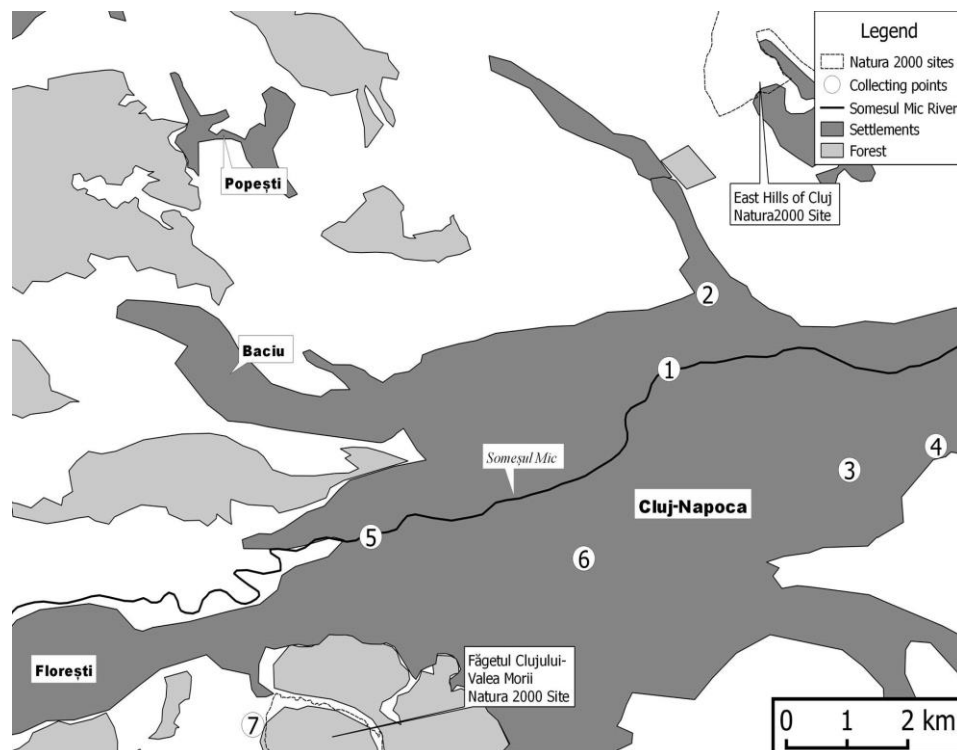 Legend
Natura 2000 sites
Collecting points
Somesul Mic River
Settlements
Forest
Popești
East Hills of Cluj
Natura2000 Site
2
Baciu
1
4
3
Someșul Mic
Cluj-Napoca
5
6
Florești
Făgetul Clujului-
Valea Morii
Natura 2000 Site
7
0 1 2 km